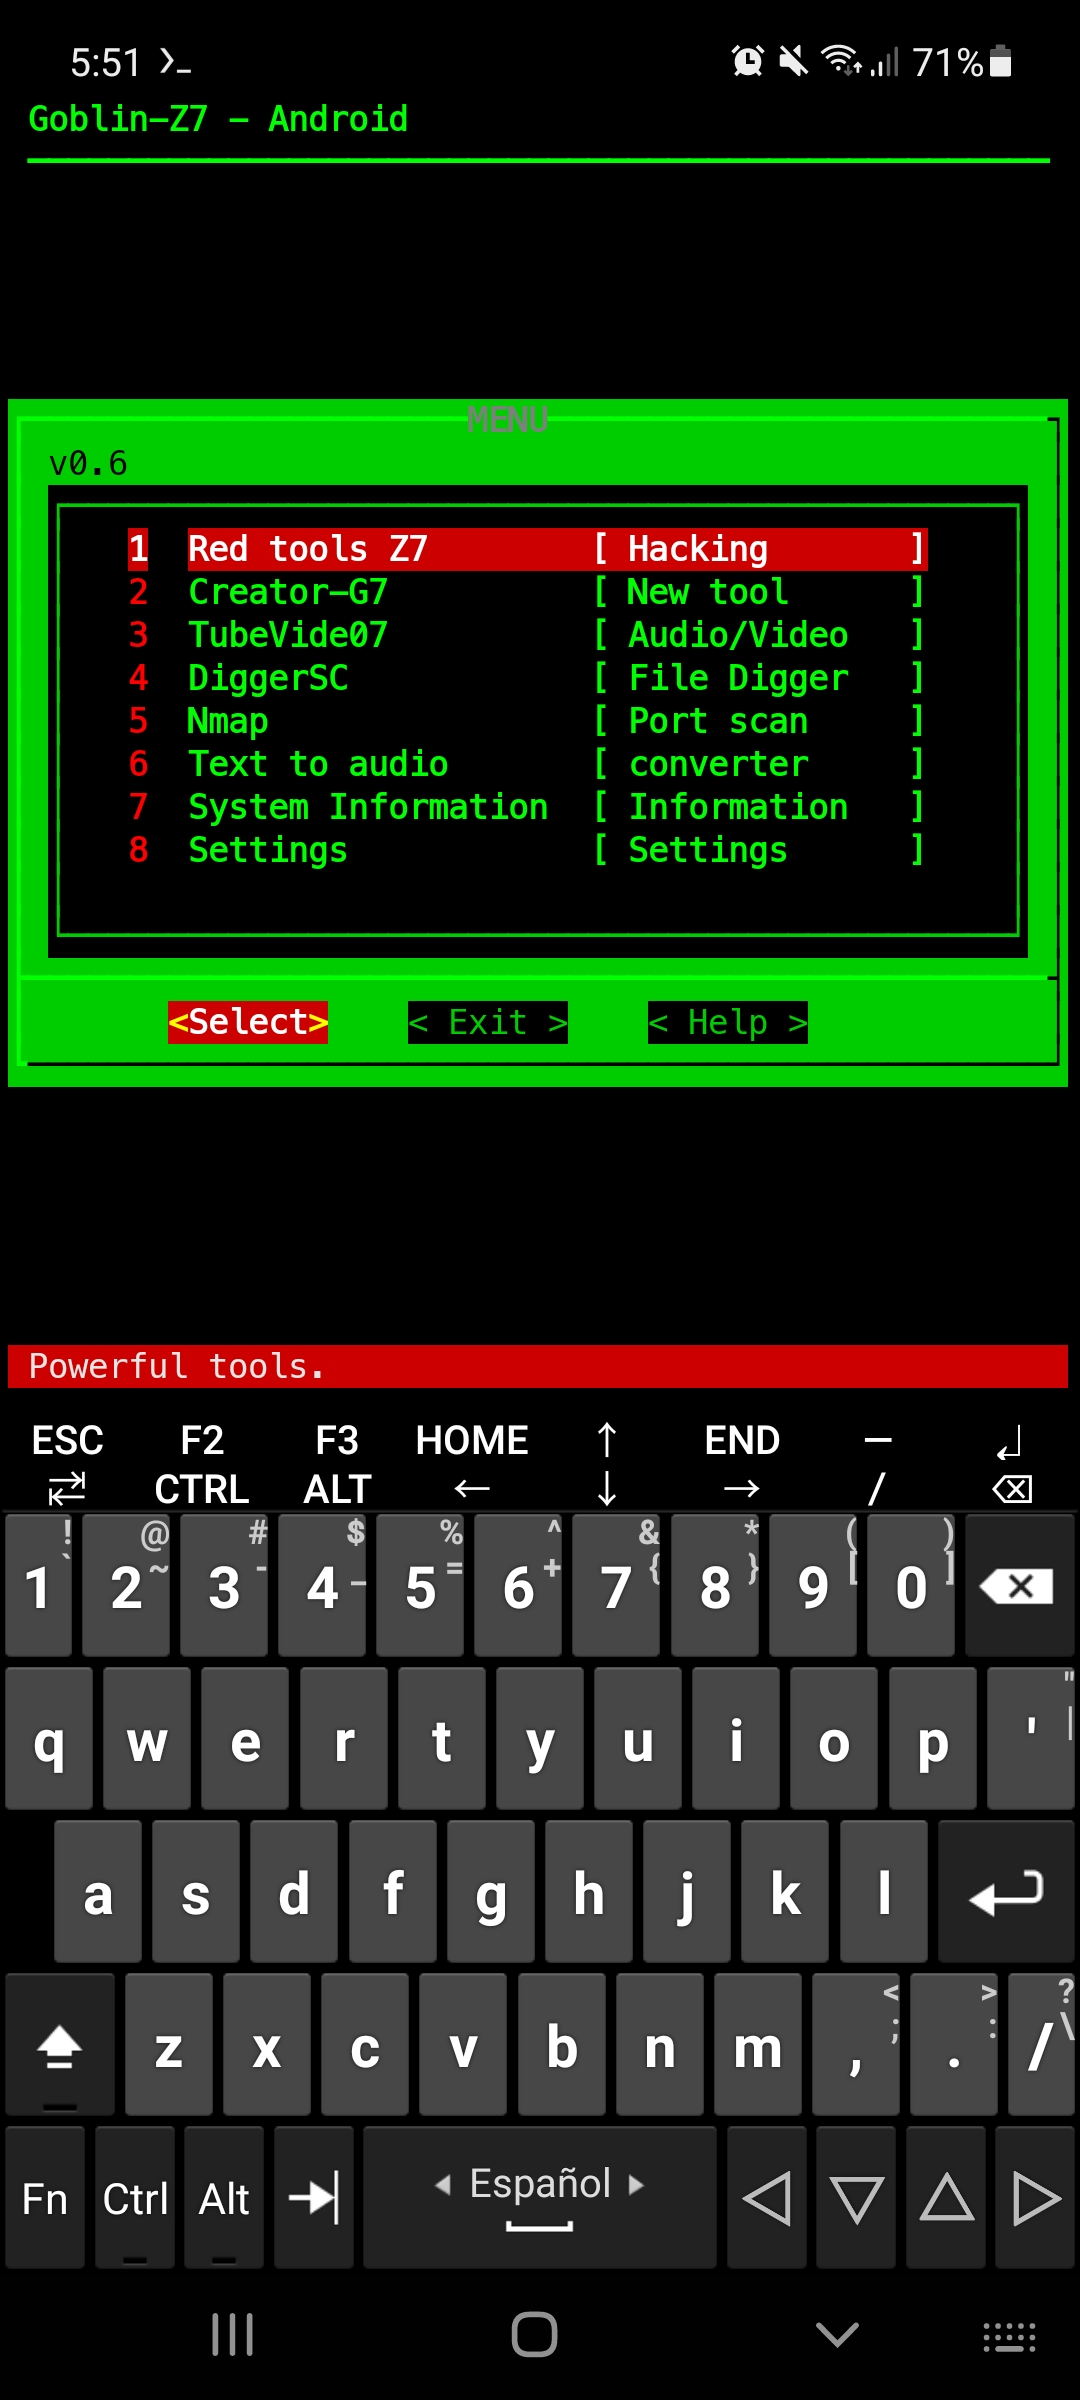 5:51 71%
Goblin-Z7 - Android
MENU
v0.6
1 Red tools Z7 [ Hacking ]
2 Creator-G7 [ New tool ]
3 TubeVide07 [ Audio/Video ]
4 DiggerSC [ File Digger ]
5 Nmap [ Port scan ]
6 Text to audio [ converter ]
7 System Information [ Information ]
8 Settings [ Settings ]
<Select> < Exit > < Help >
Powerful tools.
ESC F2 F3 HOME ↑ END — ↲
⇄ CTRL ALT ← ↓ → / ⌫
! @ # $ % ^ & * ( )
` ~ - _ = + { } [ ]
1 2 3 4 5 6 7 8 9 0
" |
q w e r t y u i o p '
a s d f g h j k l
< > ?
; : \
z x c v b n m , . /
Fn Ctrl Alt Español